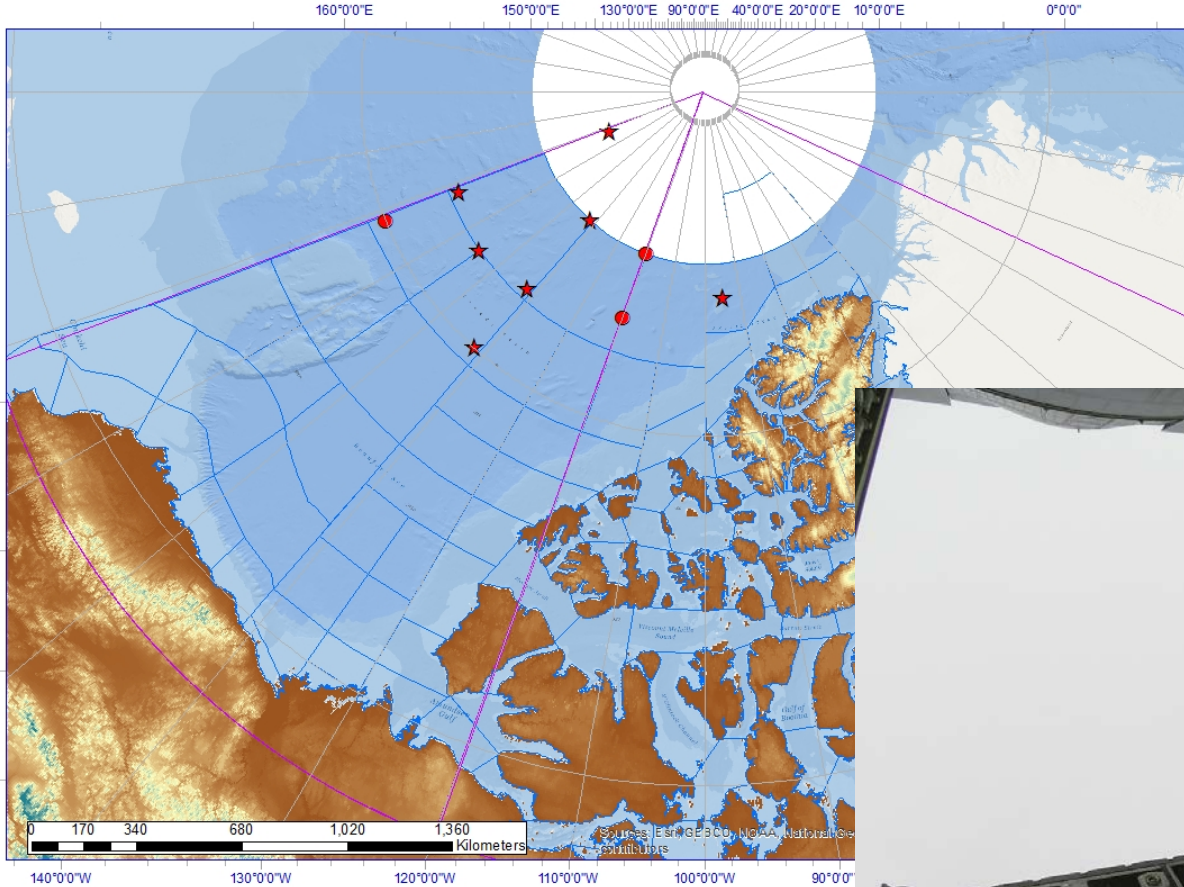 160°0'0"E 150°0'0"E 130°0'0"E 90°0'0"E 40°0'0"E 20°0'0"E 10°0'0"E 0°0'0"
Viscount Melville
Sound
Amundsen
Gulf
Gulf of
Boothia
0 170 340 680 1,020 1,360
Kilometers
Sources: Esri, GEBCO, NOAA, National Ge
contributors
140°0'0"W 130°0'0"W 120°0'0"W 110°0'0"W 100°0'0"W 90°0'0"